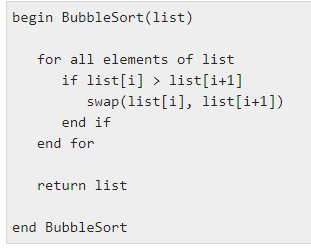 begin BubbleSort(list)

   for all elements of list
      if list[i] > list[i+1]
         swap(list[i], list[i+1])
      end if
   end for

   return list

end BubbleSort